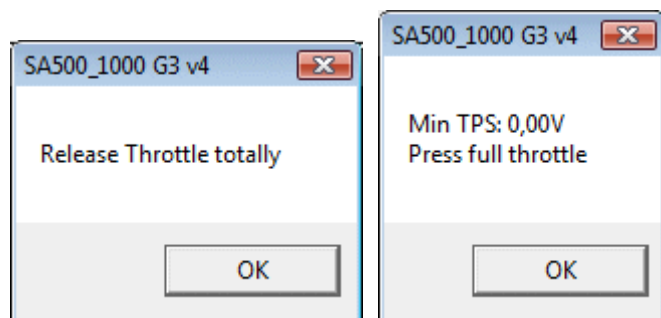 SA500_1000 G3 v4
Release Throttle totally
OK
SA500_1000 G3 v4
Min TPS: 0,00V
Press full throttle
OK